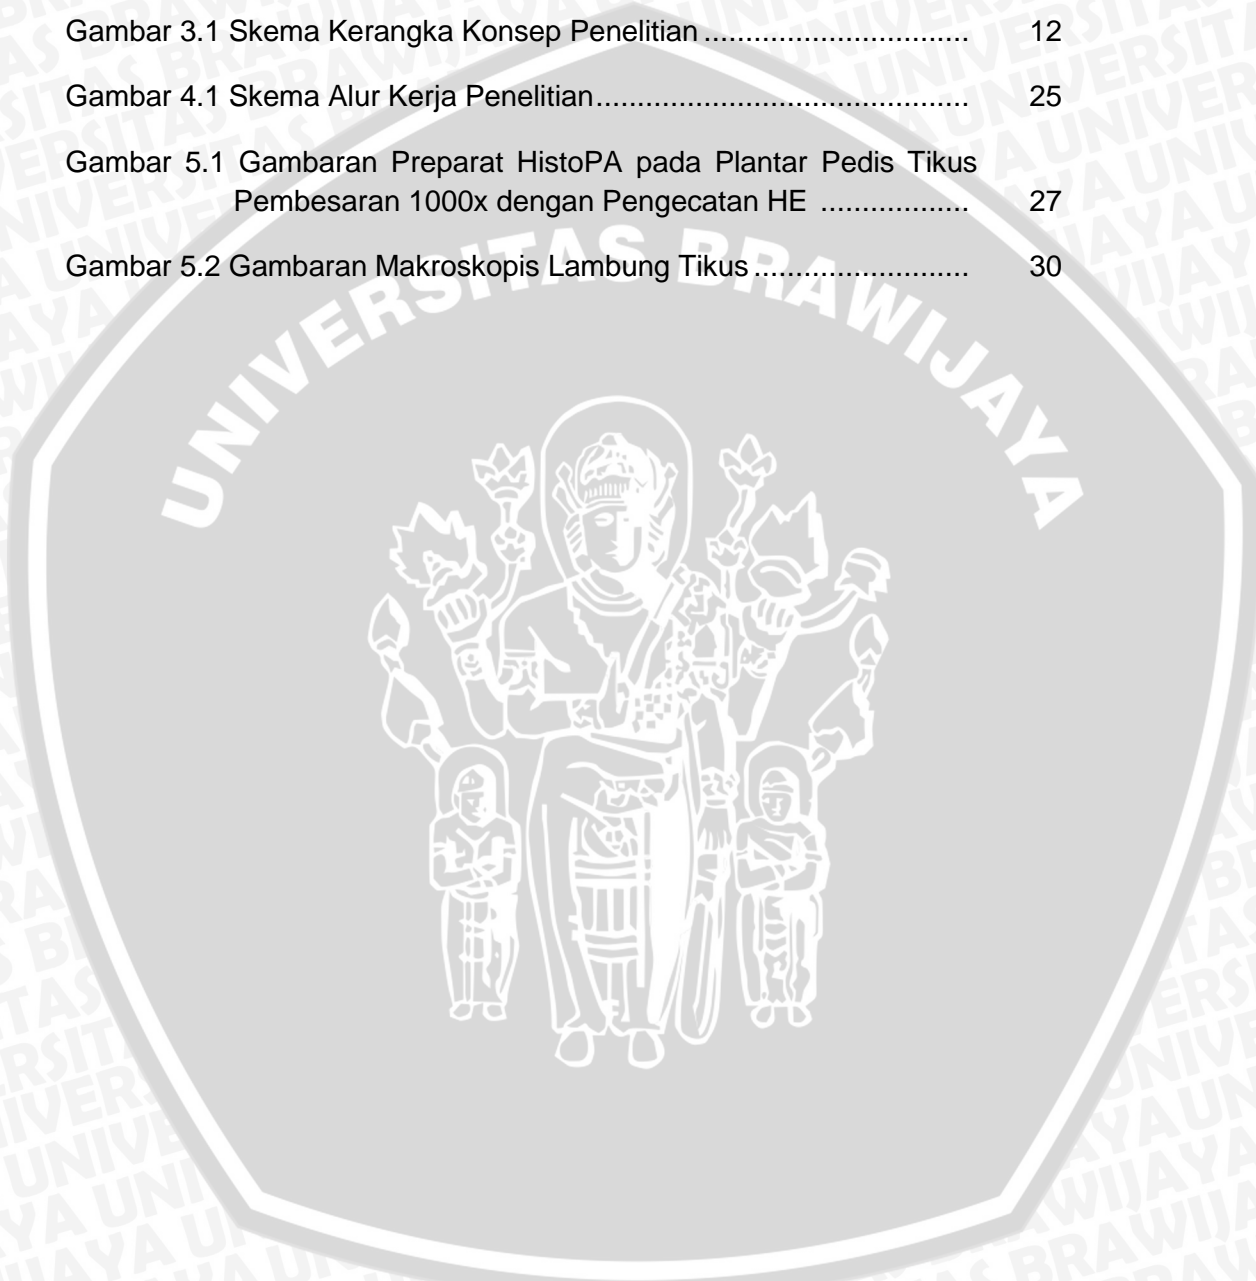 Gambar 3.1 Skema Kerangka Konsep Penelitian ................................ 12
Gambar 4.1 Skema Alur Kerja Penelitian............................................. 25
Gambar 5.1 Gambaran Preparat HistoPA pada Plantar Pedis Tikus
Pembesaran 1000x dengan Pengecatan HE .................. 27
Gambar 5.2 Gambaran Makroskopis Lambung Tikus .......................... 30
UNIVERSITAS BRAWIJAYA